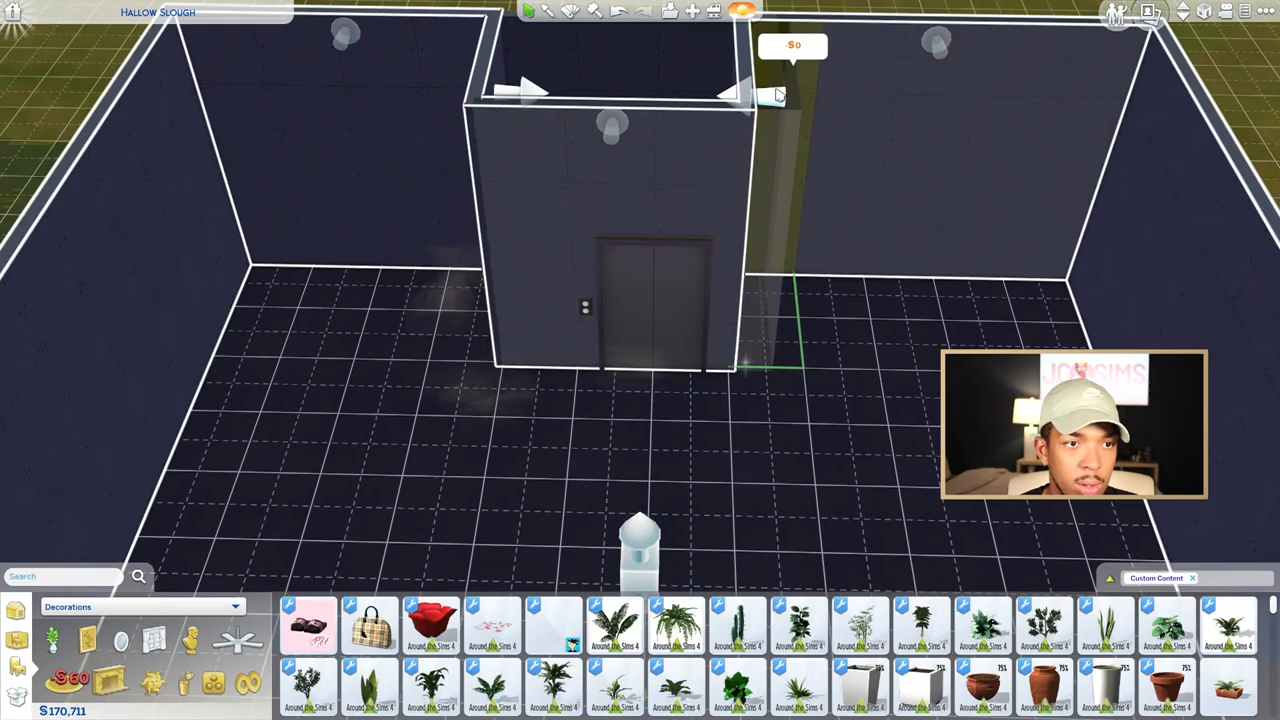 HALLOW SLOUGH
-$0
Search
Custom Content
Decorations
Around the Sims 4
Around the Sims 4
Around the Sims 4
Around the Sims 4
Around the Sims 4
Around the Sims 4
Around the Sims 4
Around the Sims 4
Around the Sims 4
Around the Sims 4
Around the Sims 4
Around the Sims 4
-$60
$170,711
Around the Sims 4
Around the Sims 4
Around the Sims 4
Around the Sims 4
Around the Sims 4
Around the Sims 4
Around the Sims 4
Around the Sims 4
Around the Sims 4
75%
Around the Sims 4
75%
Around the Sims 4
Around the Sims 4
75%
Around the Sims 4
75%
Around the Sims 4
75%
Around the Sims 4
Around the Sims 4